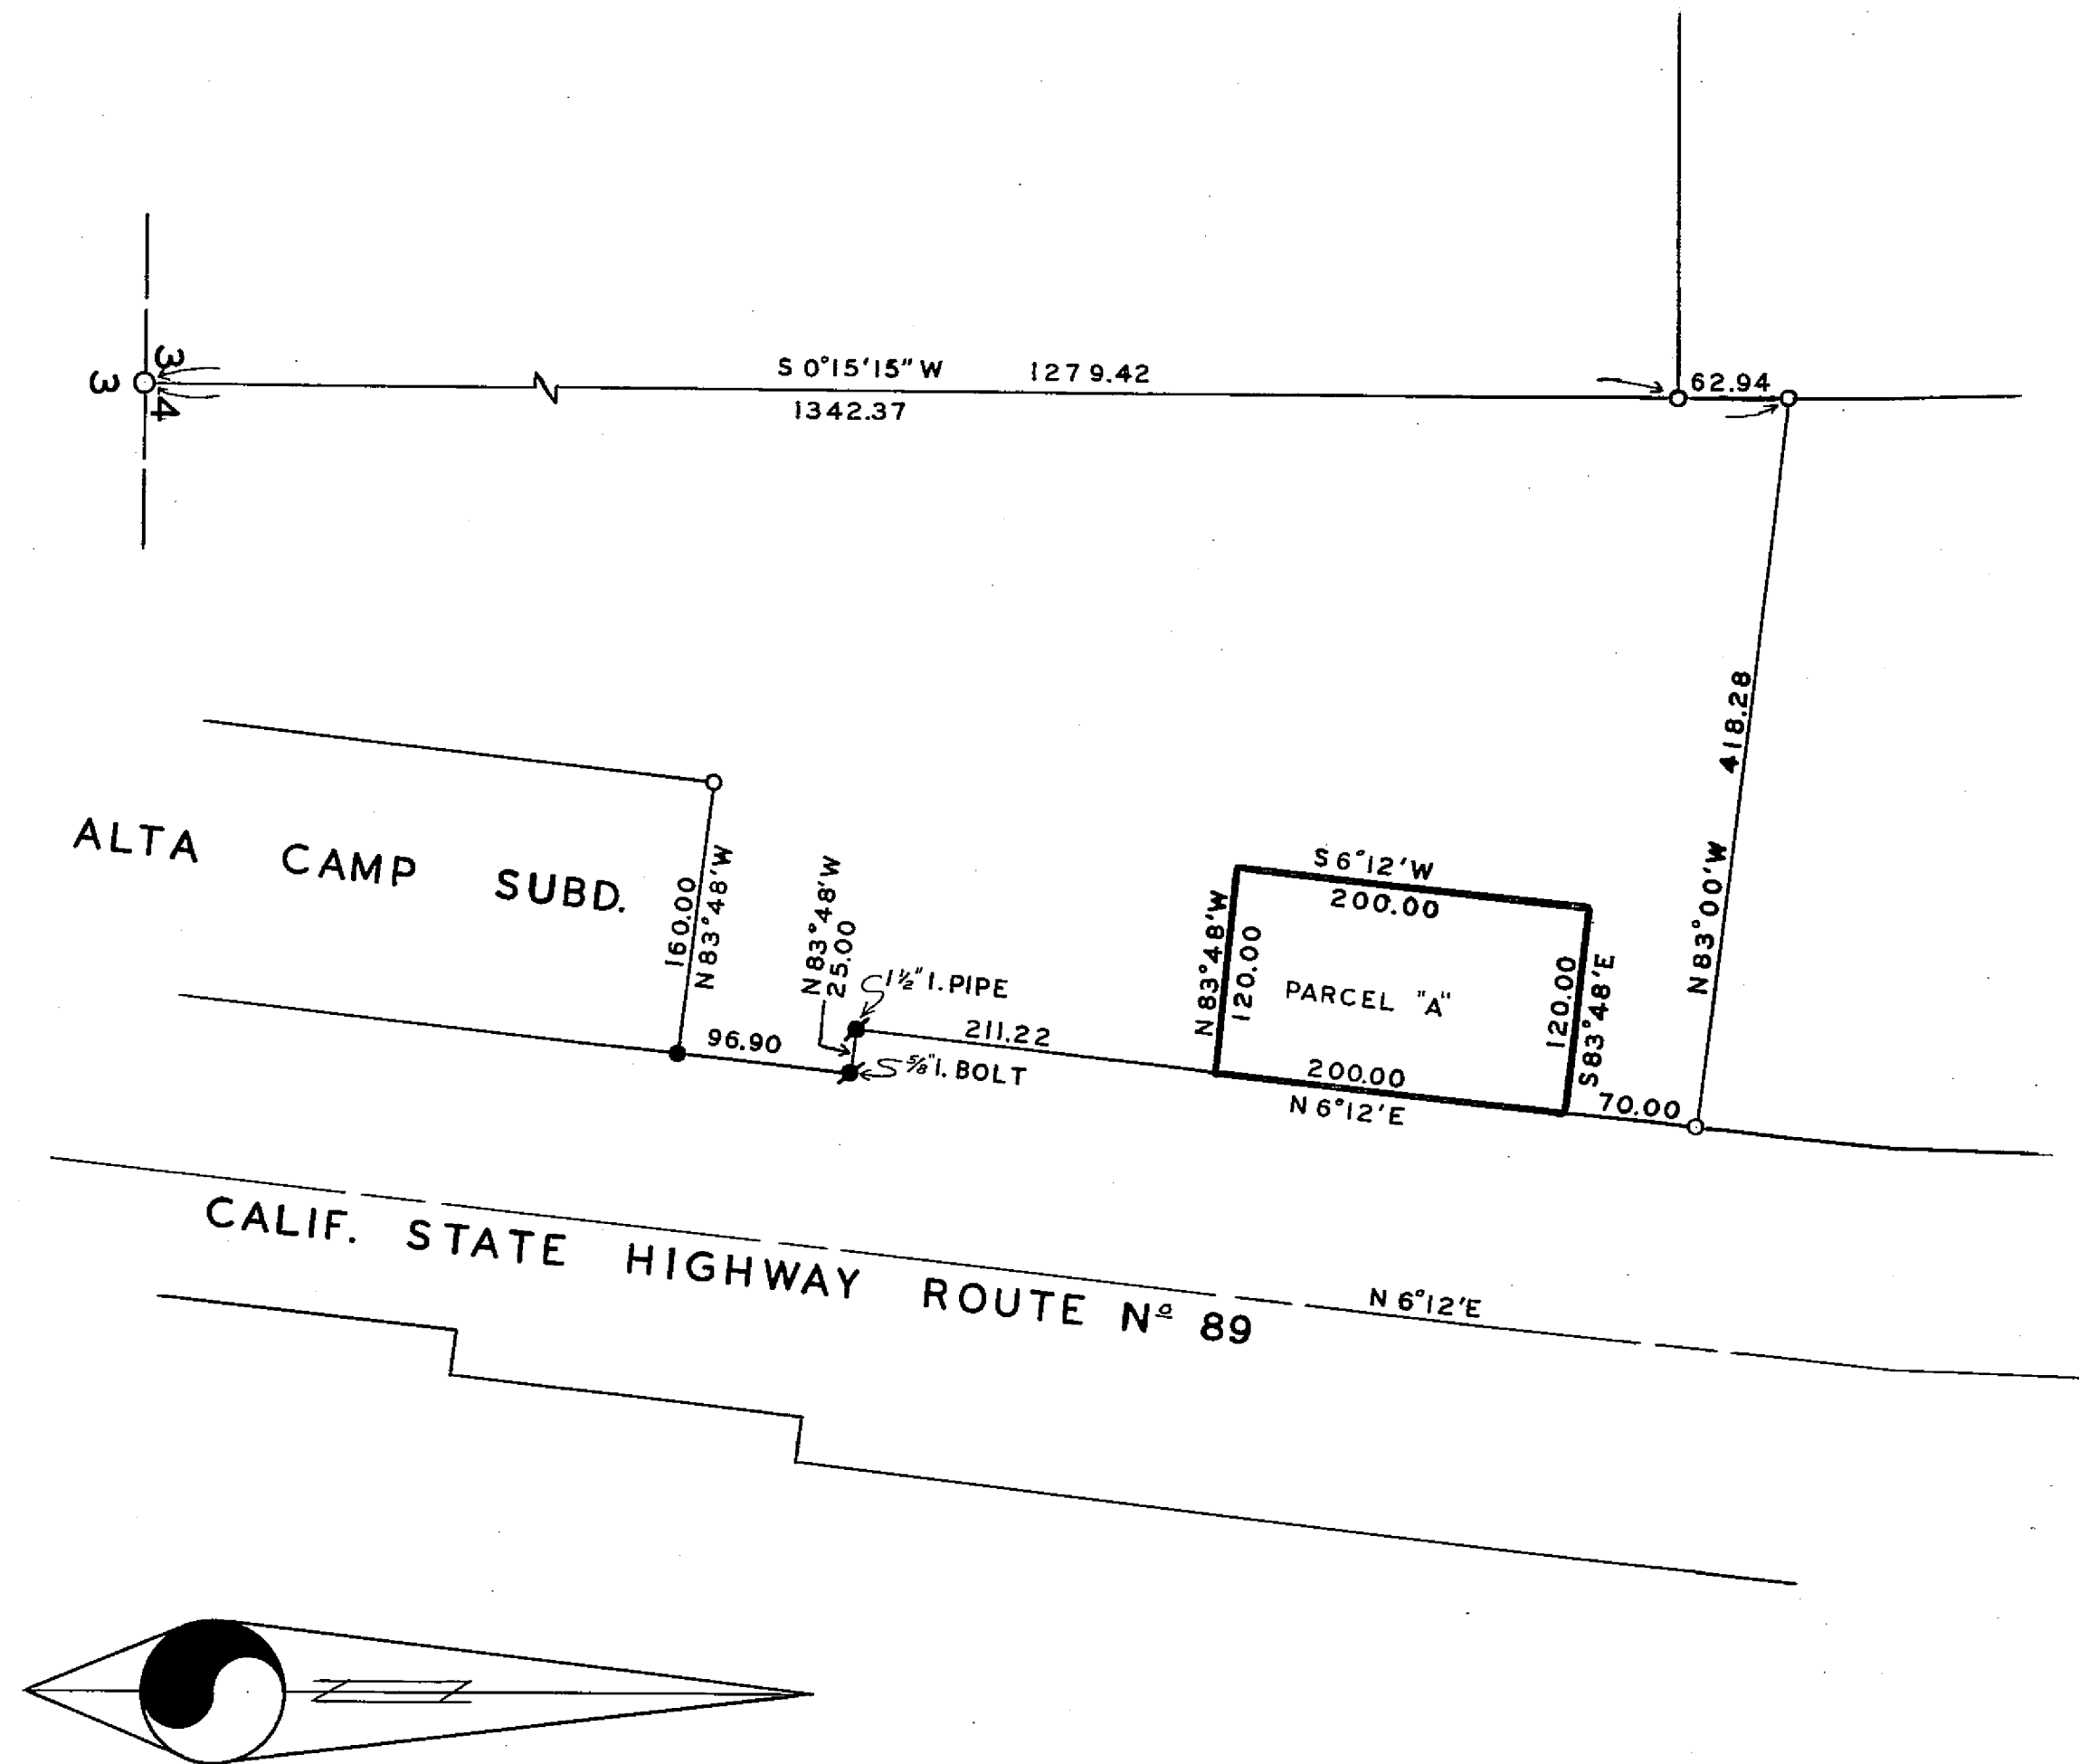 S 0°15'15" W 1279.42
1342.37
62.94
3
3
4
418.28
N83°00'W
ALTA CAMP SUBD.
160.00
N83°48'W
N83°48'W
25.00
1½" I. PIPE
⅝" I. BOLT
96.90
211.22
S 6°12'W
200.00
N83°48'W
120.00
PARCEL "A"
120.00
S83°48'E
200.00
N 6°12'E
70.00
CALIF. STATE HIGHWAY ROUTE Nº 89
N 6°12'E